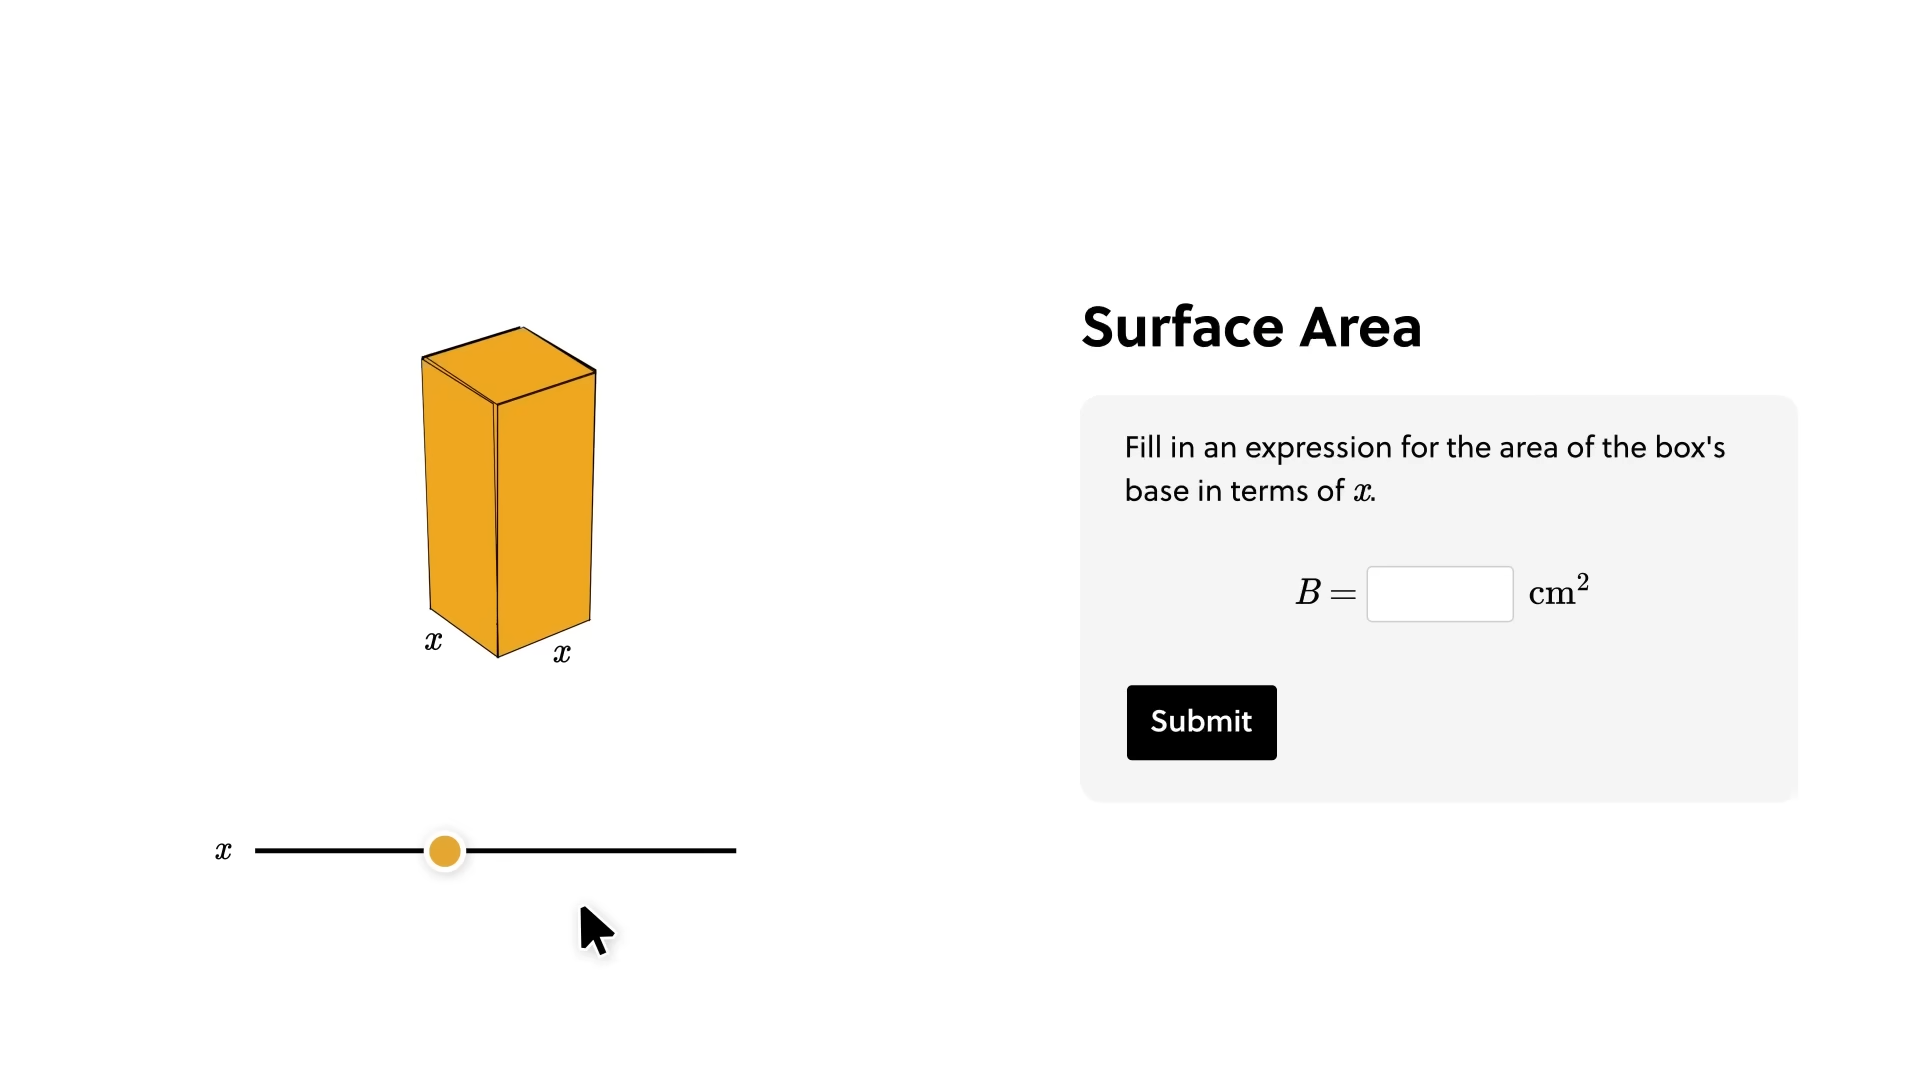 Surface Area
Fill in an expression for the area of the box's
base in terms of x.
B = cm²
Submit
x
x
x